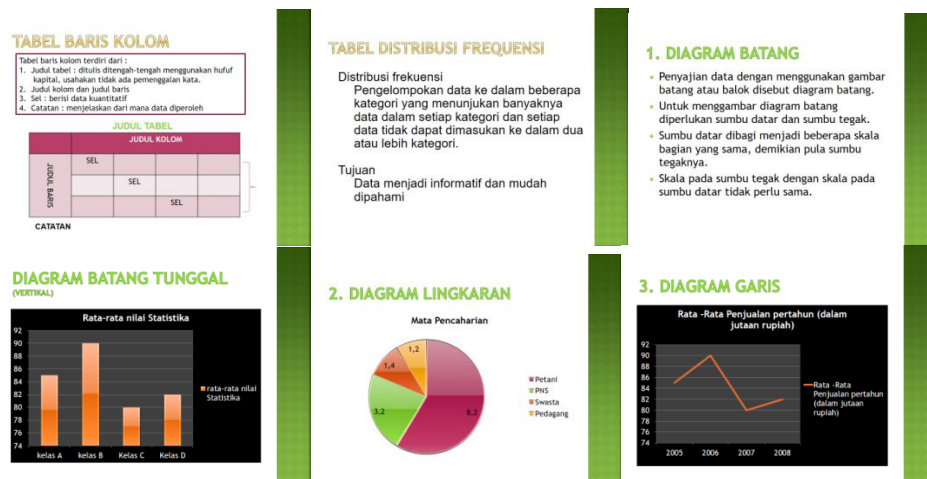 TABEL BARIS KOLOM
Tabel baris kolom terdiri dari :
1. Judul tabel : ditulis ditengah-tengah menggunakan hufuf
kapital, usahakan tidak ada pemenggalan kata.
2. Judul kolom dan judul baris
3. Sel : berisi data kuantitatif
4. Catatan : menjelaskan dari mana data diperoleh
JUDUL TABEL
JUDUL KOLOM
JUDUL BARIS
SEL
SEL
SEL
CATATAN
TABEL DISTRIBUSI FREQUENSI
Distribusi frekuensi
Pengelompokan data ke dalam beberapa
kategori yang menunjukan banyaknya
data dalam setiap kategori dan setiap
data tidak dapat dimasukan ke dalam dua
atau lebih kategori.
Tujuan
Data menjadi informatif dan mudah
dipahami
1. DIAGRAM BATANG
• Penyajian data dengan menggunakan gambar
batang atau balok disebut diagram batang.
• Untuk menggambar diagram batang
diperlukan sumbu datar dan sumbu tegak.
• Sumbu datar dibagi menjadi beberapa skala
bagian yang sama, demikian pula sumbu
tegaknya.
• Skala pada sumbu tegak dengan skala pada
sumbu datar tidak perlu sama.
DIAGRAM BATANG TUNGGAL
(VERTIKAL)
Rata-rata nilai Statistika
92
90
88
86
84
82
80
78
76
74
kelas A kelas B Kelas C Kelas D
rata-rata nilai
Statistika
2. DIAGRAM LINGKARAN
Mata Pencaharian
1,2
1,4
3,2
8,2
Petani
PNS
Swasta
Pedagang
3. DIAGRAM GARIS
Rata -Rata Penjualan pertahun (dalam
jutaan rupiah)
92
90
88
86
84
82
80
78
76
74
2005 2006 2007 2008
Rata -Rata
Penjualan pertahun
(dalam jutaan
rupiah)